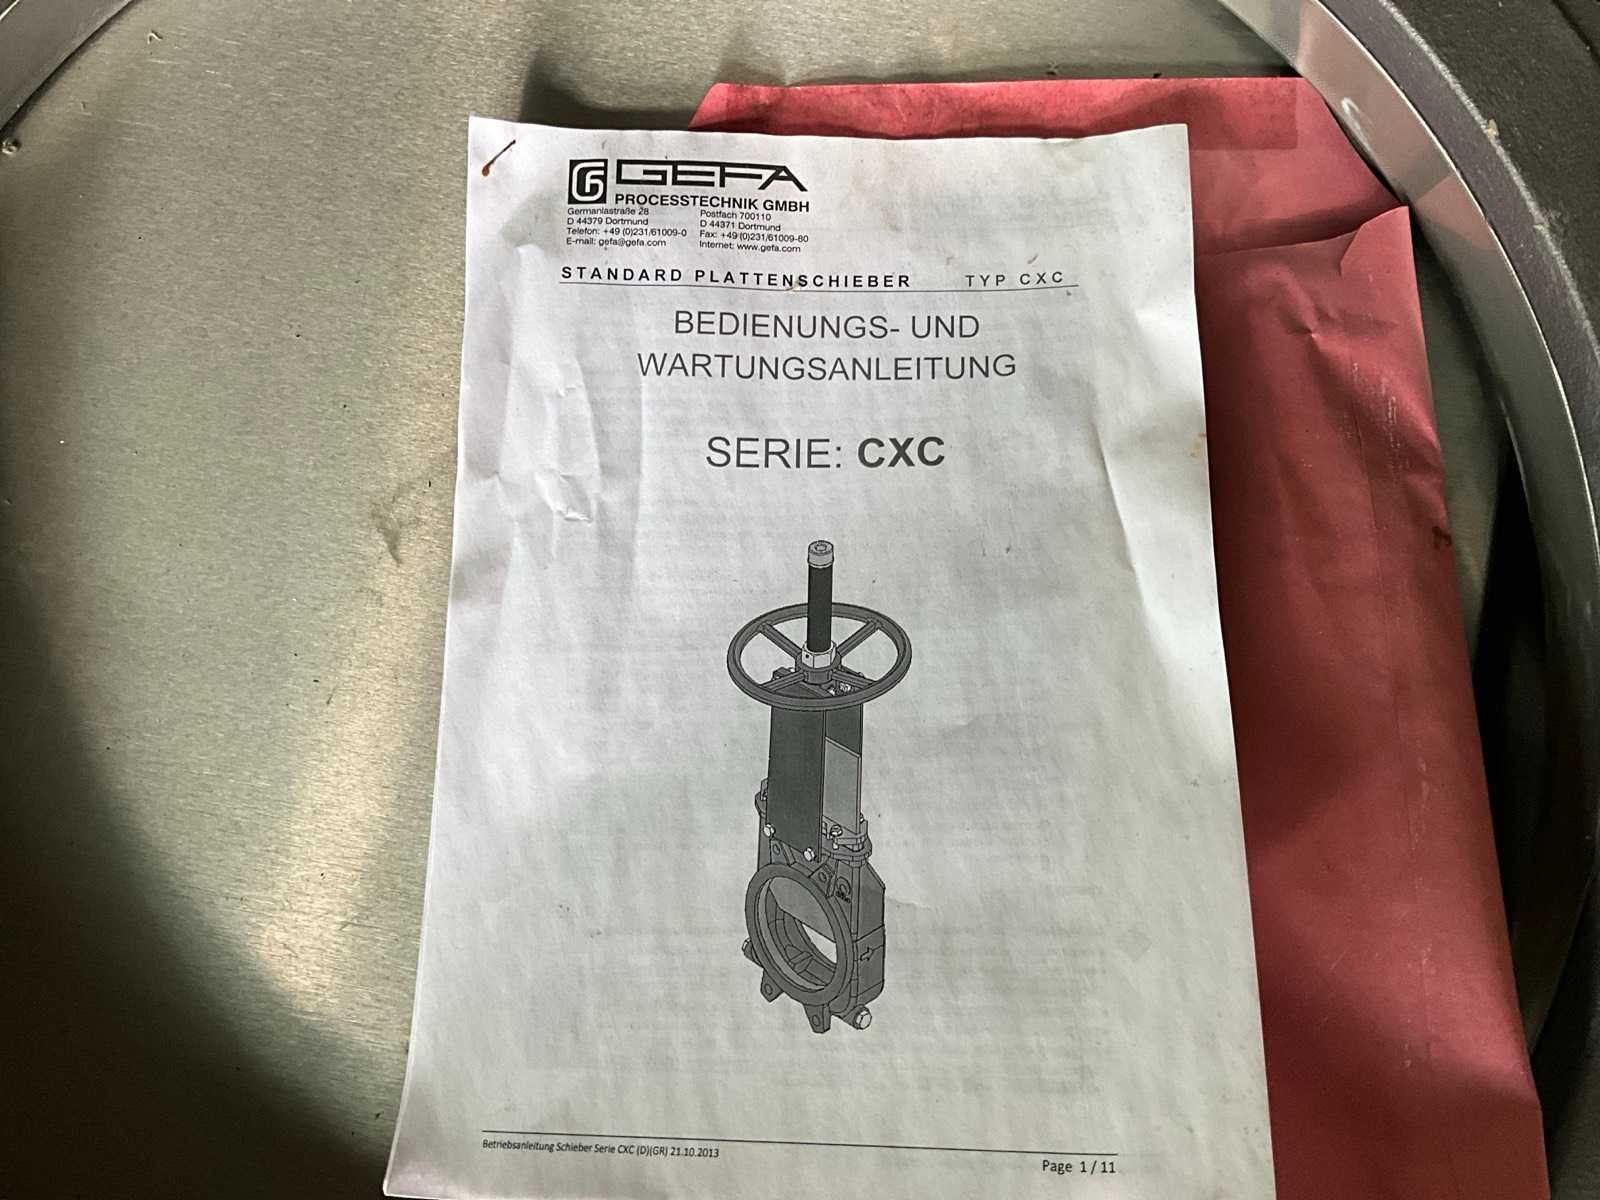 GEFA
PROCESSTECHNIK GMBH
Germaniastraße 28
D 44379 Dortmund
Telefon: +49 (0)231/61009-0
E-mail: gefa@gefa.com
Postfach 700110
D 44371 Dortmund
Fax: +49 (0)231/61009-80
Internet: www.gefa.com
STANDARD PLATTENSCHIEBER TYP CXC
BEDIENUNGS- UND
WARTUNGSANLEITUNG
SERIE: CXC
Betriebsanleitung Schieber Serie CXC (D)(GR) 21.10.2013
Page 1 / 11